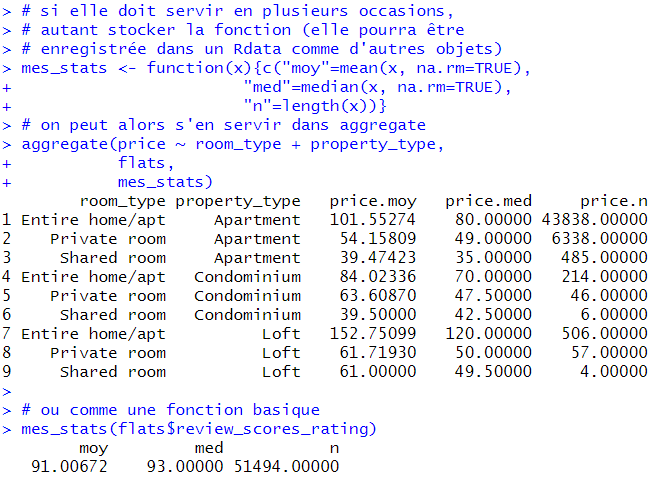 > # si elle doit servir en plusieurs occasions,
> # autant stocker la fonction (elle pourra être
> # enregistrée dans un Rdata comme d'autres objets)
> mes_stats <- function(x){c("moy"=mean(x, na.rm=TRUE),
+                          "med"=median(x, na.rm=TRUE),
+                          "n"=length(x))}
> # on peut alors s'en servir dans aggregate
> aggregate(price ~ room_type + property_type,
+           flats,
+           mes_stats)
        room_type property_type   price.moy   price.med     price.n
1 Entire home/apt     Apartment   101.55274    80.00000 43838.00000
2    Private room     Apartment    54.15809    49.00000  6338.00000
3     Shared room     Apartment    39.47423    35.00000   485.00000
4 Entire home/apt   Condominium    84.02336    70.00000   214.00000
5    Private room   Condominium    63.60870    47.50000    46.00000
6     Shared room   Condominium    39.50000    42.50000     6.00000
7 Entire home/apt          Loft   152.75099   120.00000   506.00000
8    Private room          Loft    61.71930    50.00000    57.00000
9     Shared room          Loft    61.00000    49.50000     4.00000
>
> # ou comme une fonction basique
> mes_stats(flats$review_scores_rating)
        moy         med           n
   91.00672    93.00000 51494.00000